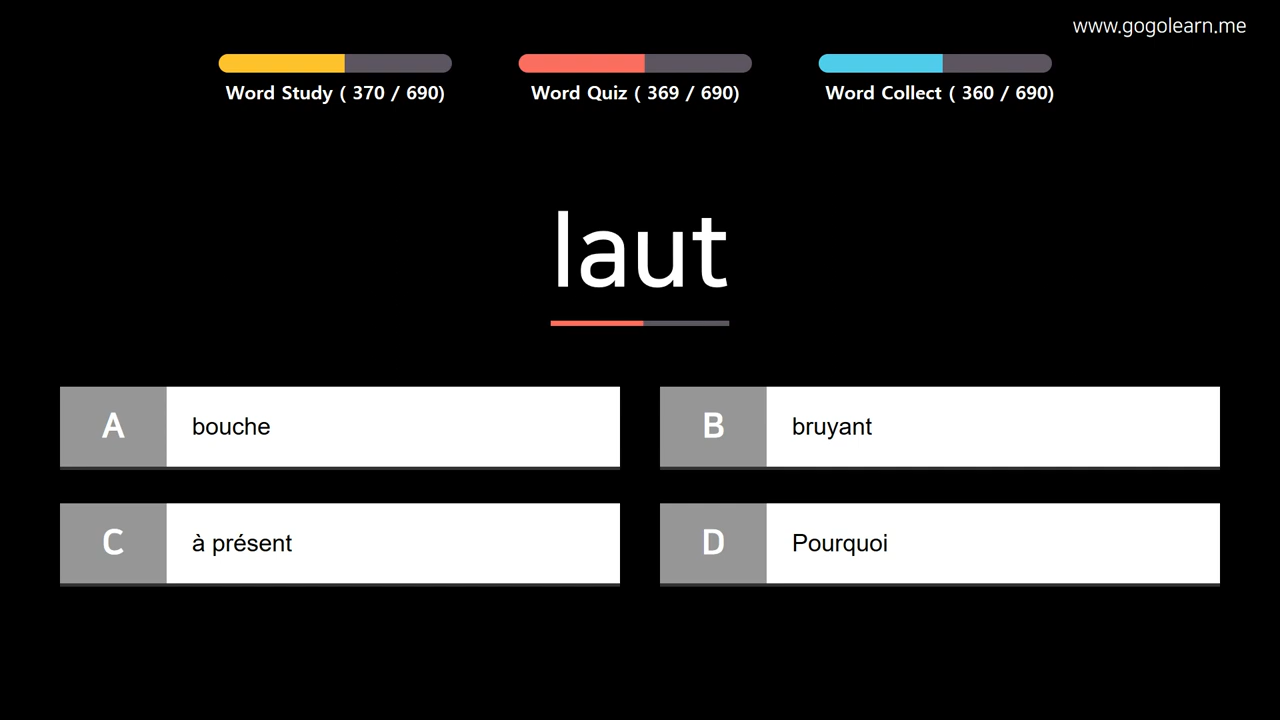 www.gogolearn.me
Word Study ( 370 / 690)
Word Quiz ( 369 / 690)
Word Collect ( 360 / 690)
laut
A bouche
B bruyant
C à présent
D Pourquoi